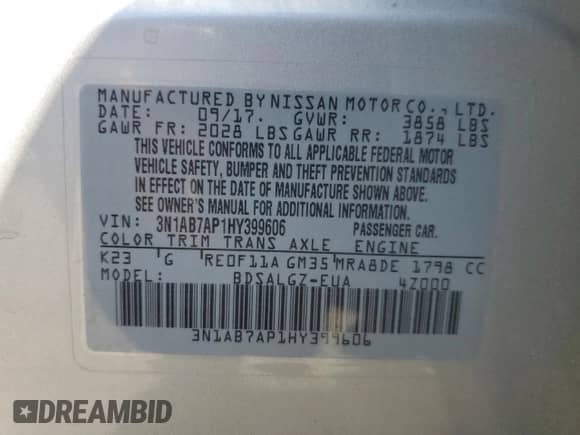 MANUFACTURED BY NISSAN MOTOR CO., LTD.
DATE: 09/17. GVWR: 3858 LBS
GAWR FR: 2028 LBS GAWR RR: 1874 LBS
THIS VEHICLE CONFORMS TO ALL APPLICABLE FEDERAL MOTOR
VEHICLE SAFETY, BUMPER AND THEFT PREVENTION STANDARDS
IN EFFECT ON THE DATE OF MANUFACTURE SHOWN ABOVE.
SEE OWNER'S MANUAL FOR ADDITIONAL INFORMATION.
VIN: 3N1AB7AP1HY399606 PASSENGER CAR.
COLOR TRIM TRANS AXLE ENGINE
K23 G RE0F11A GM35 MRA8DE 1798 CC
MODEL: BDSALGZ-EUA 4Z000
3N1AB7AP1HY399606
DREAMBID